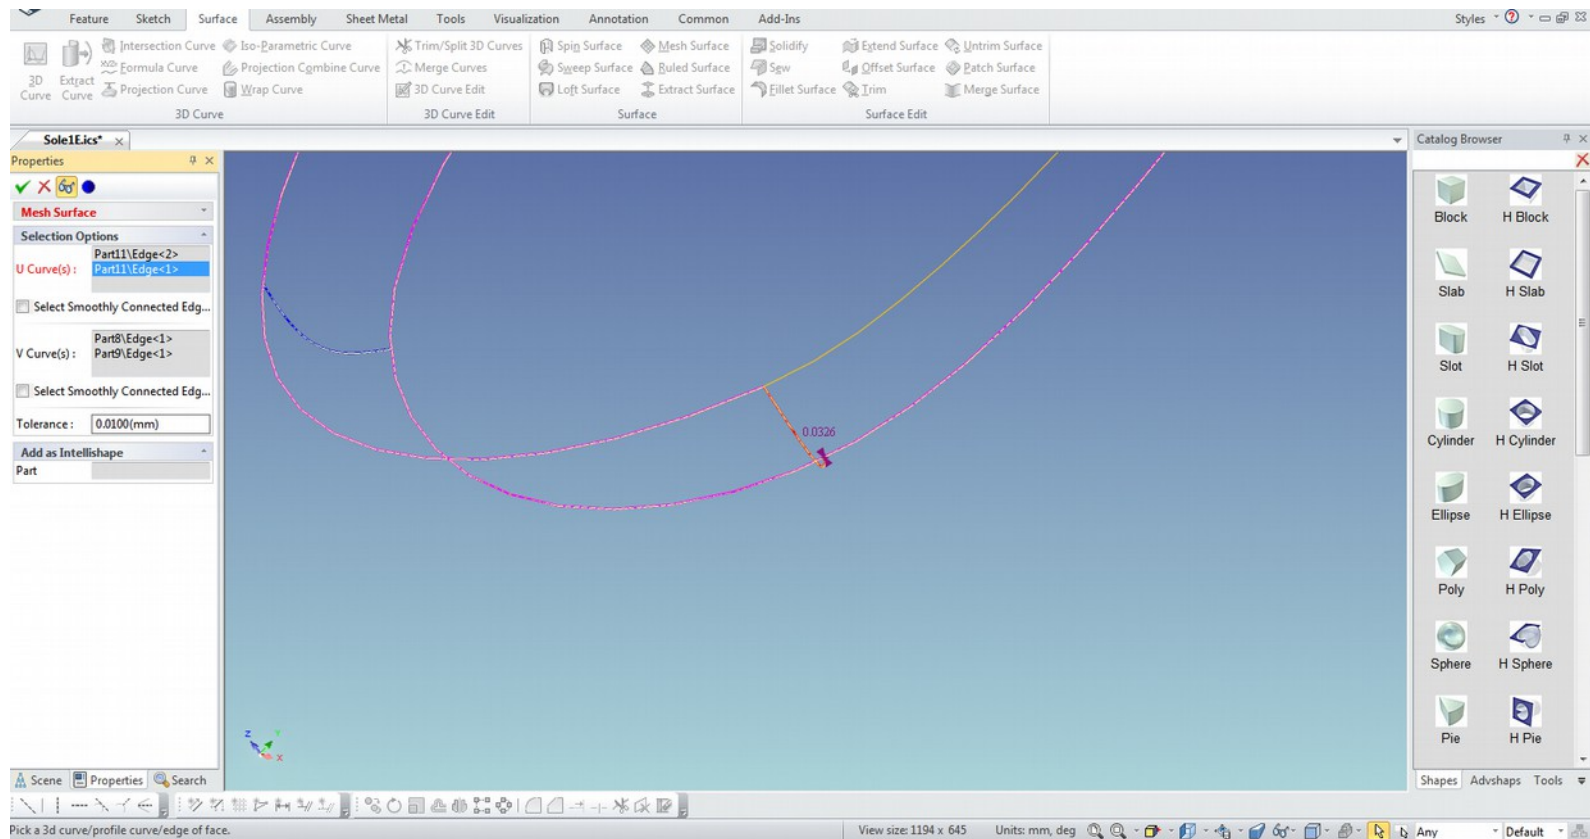 Feature Sketch Surface Assembly Sheet Metal Tools Visualization Annotation Common Add-Ins Styles
Intersection Curve Iso-Parametric Curve Trim/Split 3D Curves Spin Surface Mesh Surface Solidify Extend Surface Untrim Surface
3D Curve Extract Curve Formula Curve Projection Combine Curve Merge Curves Sweep Surface Ruled Surface Sew Offset Surface Patch Surface
Projection Curve Wrap Curve 3D Curve Edit Loft Surface Extract Surface Fillet Surface Trim Merge Surface
3D Curve 3D Curve Edit Surface Surface Edit
Sole1E.ics* Catalog Browser
Properties
Mesh Surface
Selection Options
Part11\Edge<2>
U Curve(s) : Part11\Edge<1>
Select Smoothly Connected Edg...
Part8\Edge<1>
V Curve(s) : Part9\Edge<1>
Select Smoothly Connected Edg...
Tolerance : 0.0100(mm)
Add as Intellishape
Part
0.0326
Z Y X
Block H Block
Slab H Slab
Slot H Slot
Cylinder H Cylinder
Ellipse H Ellipse
Poly H Poly
Sphere H Sphere
Pie H Pie
Scene Properties Search Shapes Advshaps Tools
Pick a 3d curve/profile curve/edge of face. View size: 1194 x 645 Units: mm, deg Any Default